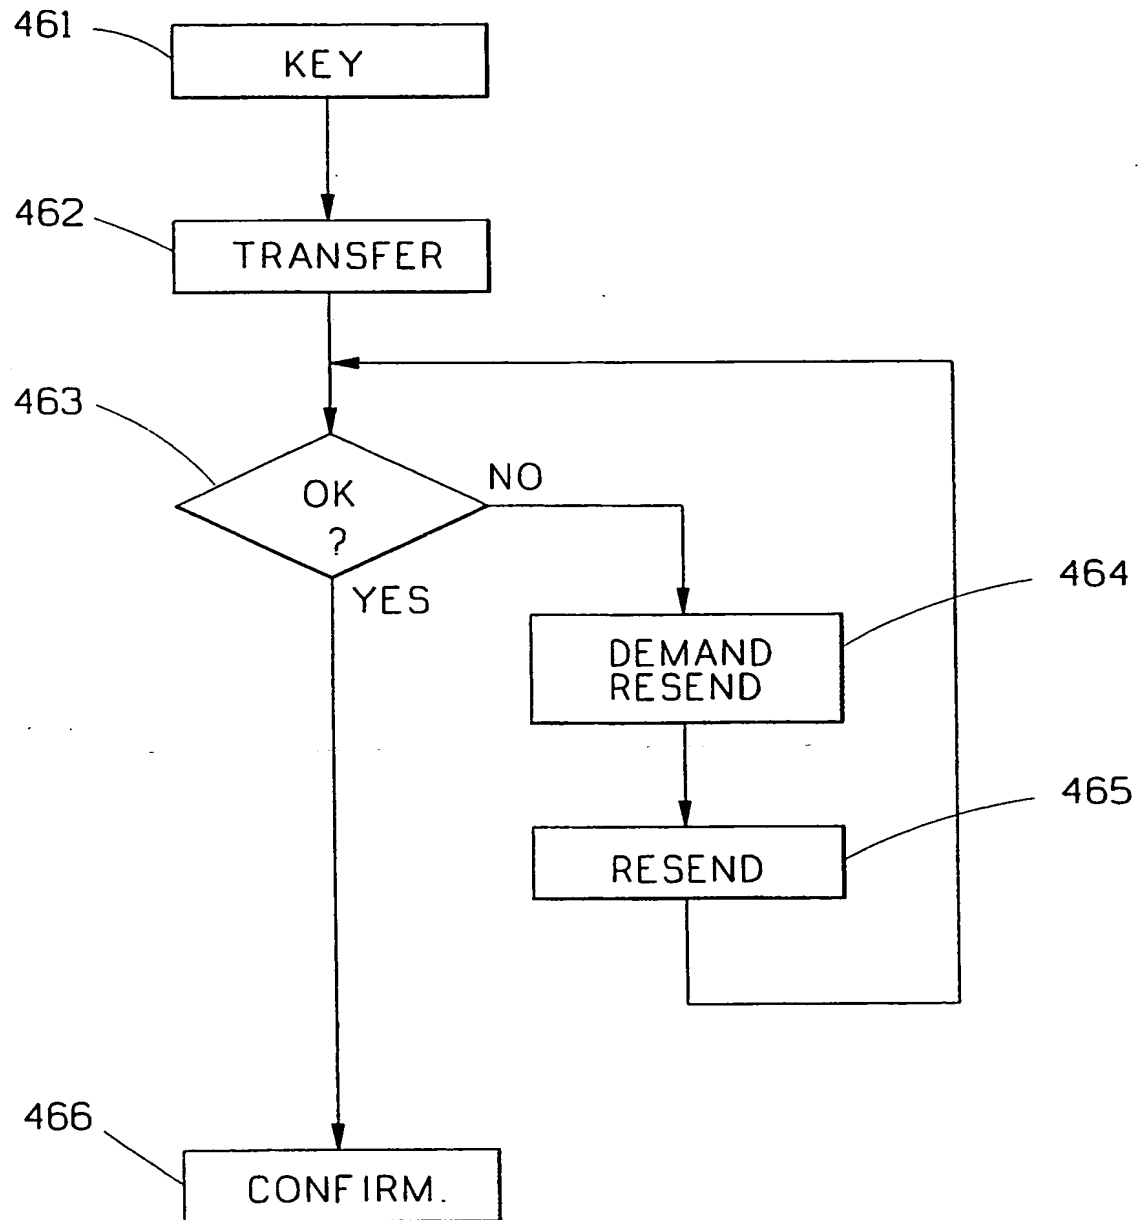 461
KEY
462
TRANSFER
463
OK
?
NO
YES
464
DEMAND
RESEND
465
RESEND
466
CONFIRM.